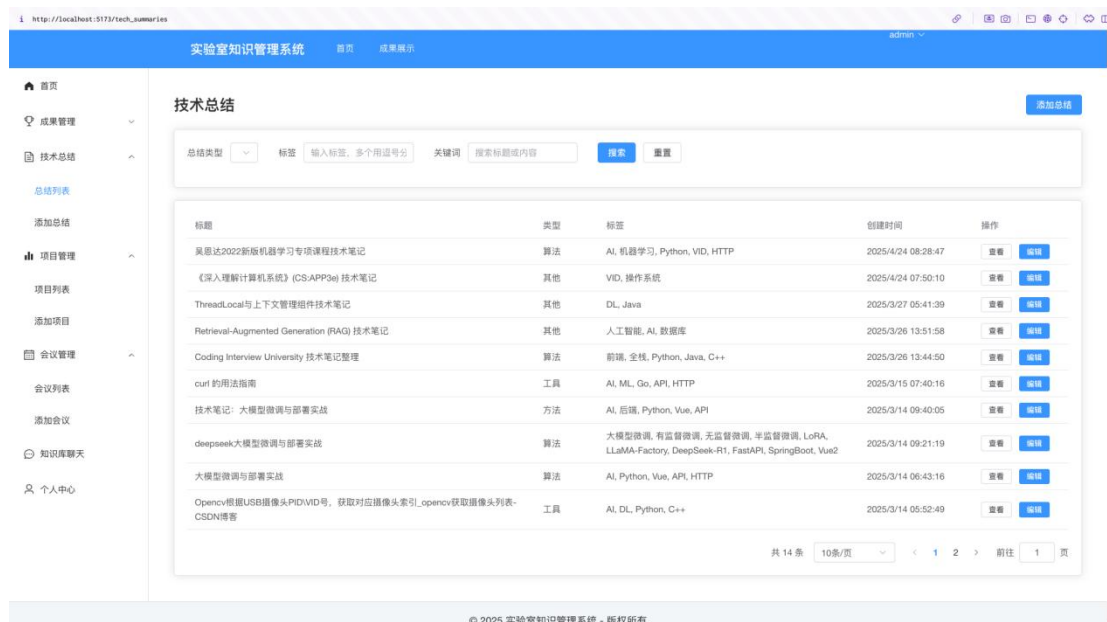 http://localhost:5173/tech_summaries
实验室知识管理系统 首页 成果展示 admin
首页
成果管理
技术总结
总结列表
添加总结
项目管理
项目列表
添加项目
会议管理
会议列表
添加会议
知识库聊天
个人中心
技术总结 添加总结
总结类型 标签 输入标签，多个用逗号分 关键词 搜索标题或内容 搜索 重置
标题 类型 标签 创建时间 操作
吴恩达2022新版机器学习专项课程技术笔记 算法 AI, 机器学习, Python, VID, HTTP 2025/4/24 08:28:47 查看 编辑
《深入理解计算机系统》(CS:APP3e) 技术笔记 其他 VID, 操作系统 2025/4/24 07:50:10 查看 编辑
ThreadLocal与上下文管理组件技术笔记 其他 DL, Java 2025/3/27 05:41:39 查看 编辑
Retrieval-Augmented Generation (RAG) 技术笔记 其他 人工智能, AI, 数据库 2025/3/26 13:51:58 查看 编辑
Coding Interview University 技术笔记整理 算法 前端, 全栈, Python, Java, C++ 2025/3/26 13:44:50 查看 编辑
curl 的用法指南 工具 AI, ML, Go, API, HTTP 2025/3/15 07:40:16 查看 编辑
技术笔记：大模型微调与部署实战 方法 AI, 后端, Python, Vue, API 2025/3/14 09:40:05 查看 编辑
deepseek大模型微调与部署实战 算法 大模型微调, 有监督微调, 无监督微调, 半监督微调, LoRA, 2025/3/14 09:21:19 查看 编辑
LLaMA-Factory, DeepSeek-R1, FastAPI, SpringBoot, Vue2
大模型微调与部署实战 算法 AI, Python, Vue, API, HTTP 2025/3/14 06:43:16 查看 编辑
Opencv根据USB摄像头PID\VID号，获取对应摄像头索引_opencv获取摄像头列表- 工具 AI, DL, Python, C++ 2025/3/14 05:52:49 查看 编辑
CSDN博客
共 14 条 10条/页 1 2 前往 1 页
© 2025 实验室知识管理系统 - 版权所有